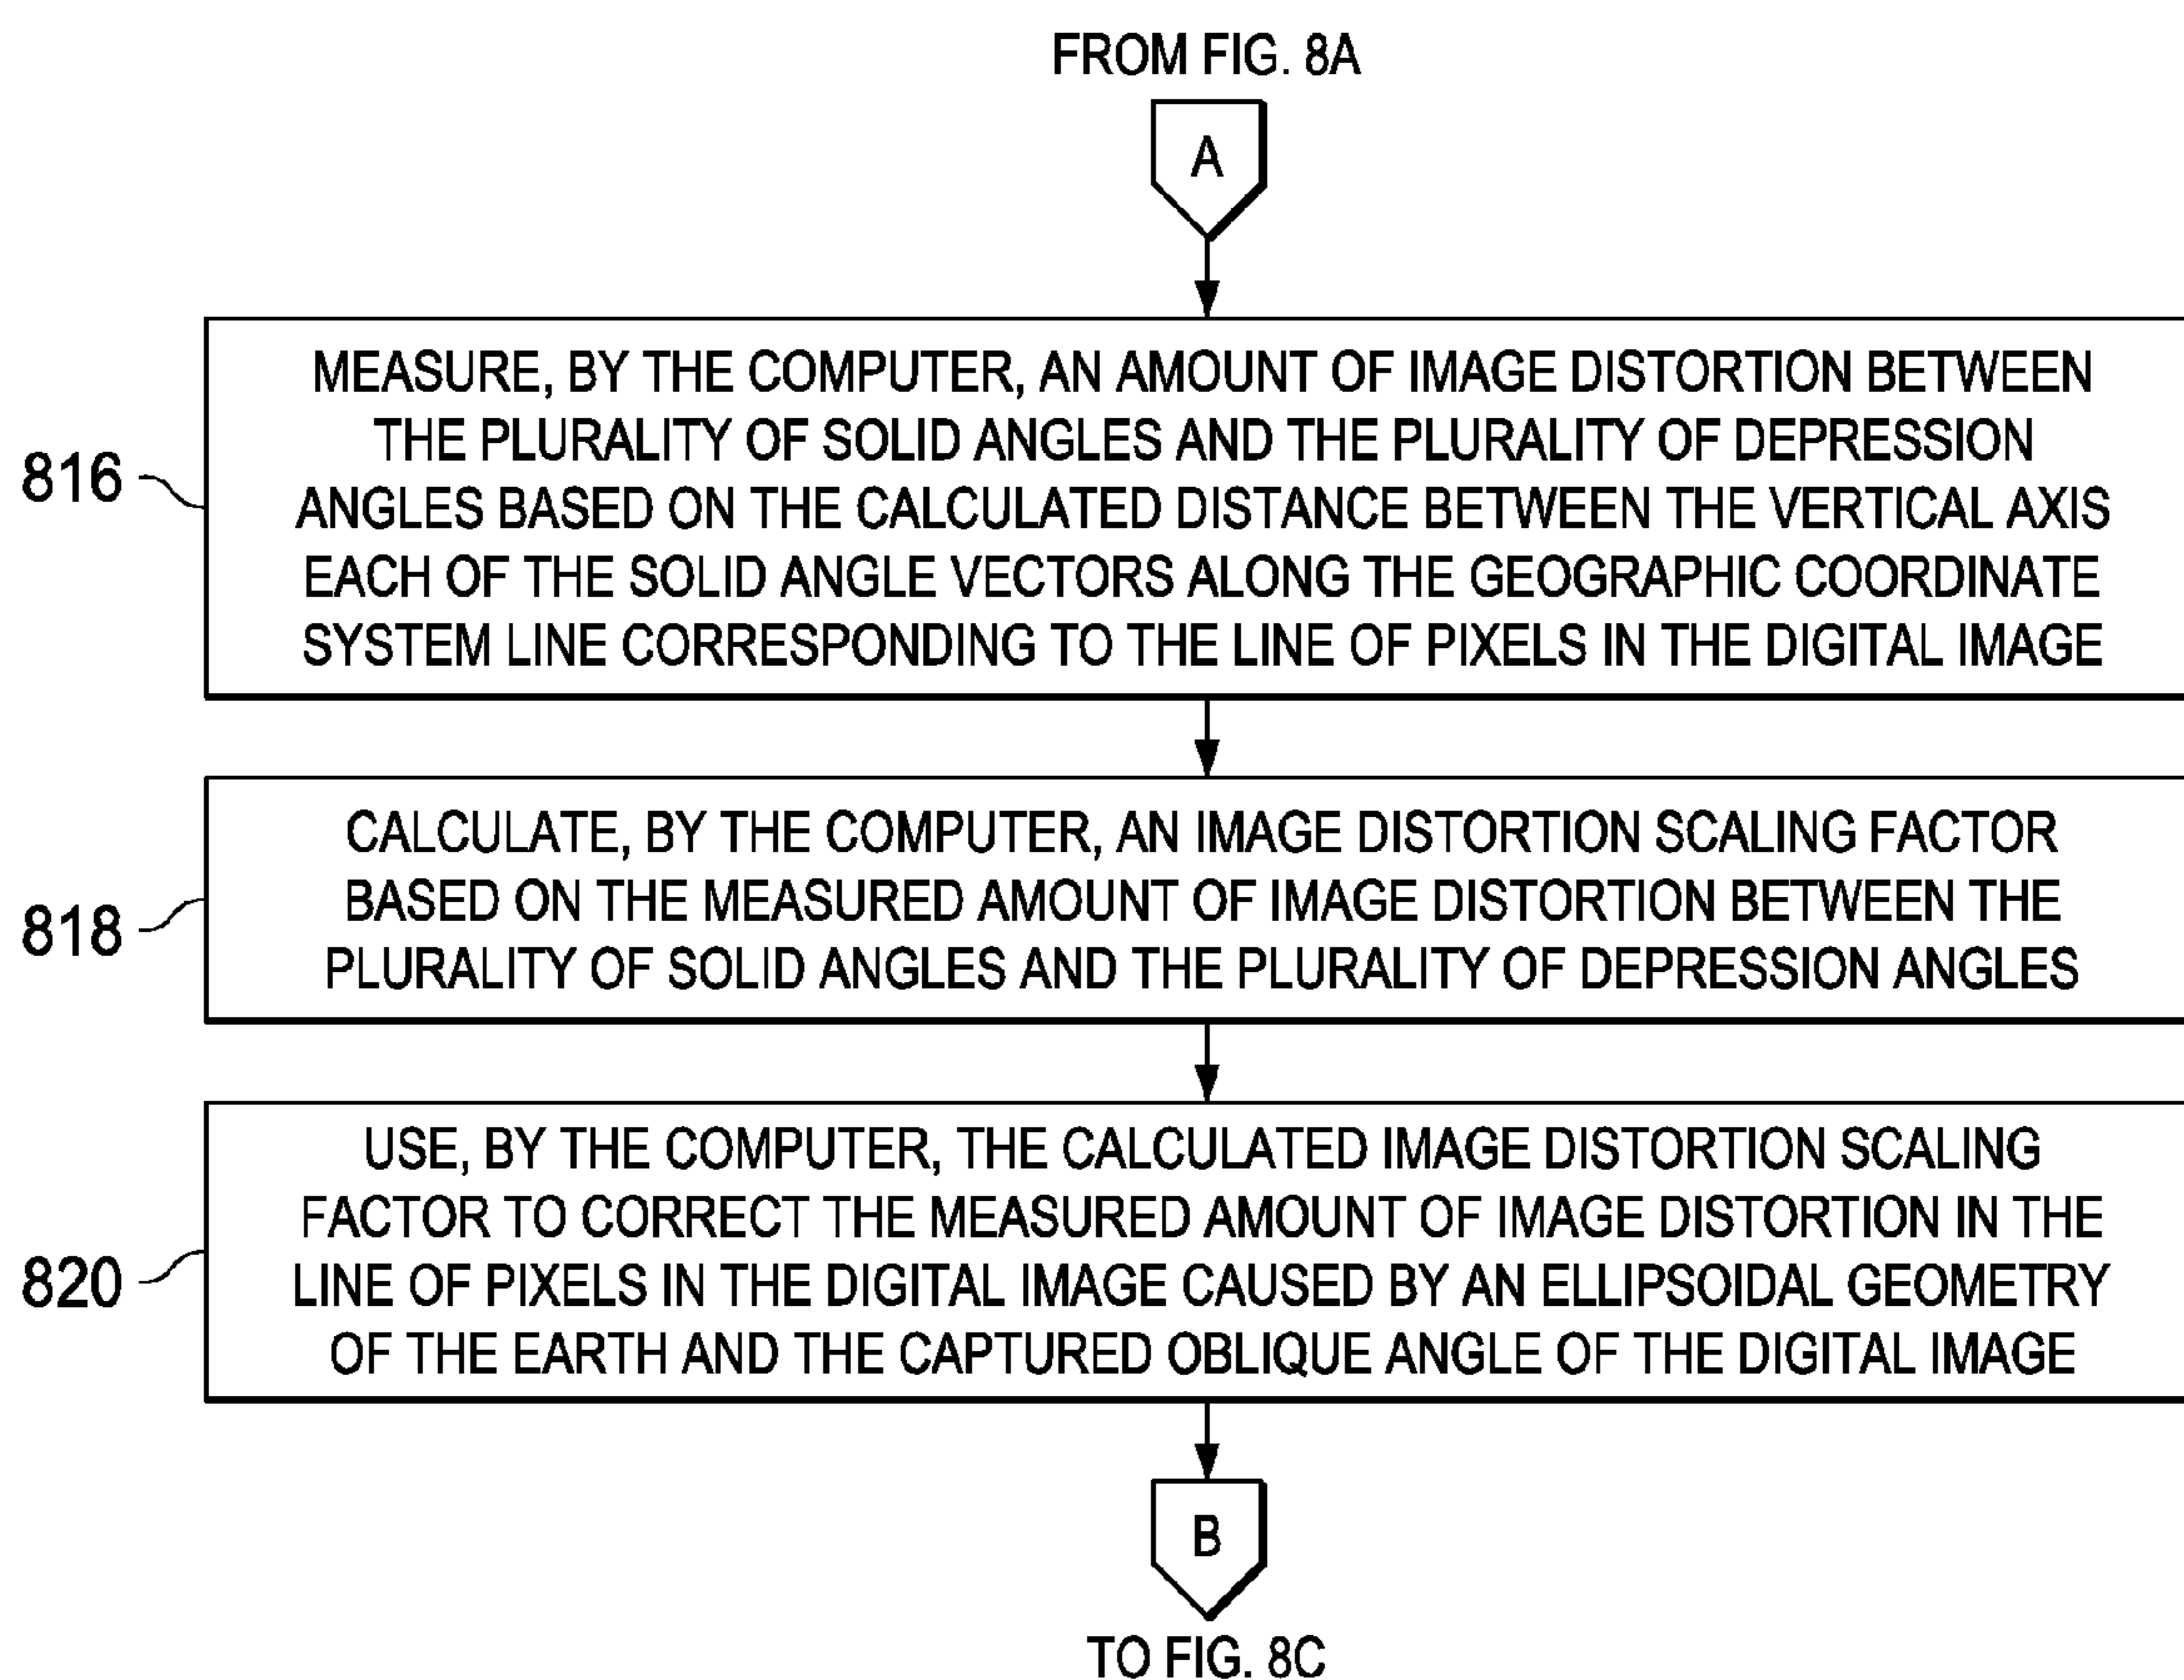 FROM FIG. 8A
A
MEASURE, BY THE COMPUTER, AN AMOUNT OF IMAGE DISTORTION BETWEEN
THE PLURALITY OF SOLID ANGLES AND THE PLURALITY OF DEPRESSION
816
ANGLES BASED ON THE CALCULATED DISTANCE BETWEEN THE VERTICAL AXIS
EACH OF THE SOLID ANGLE VECTORS ALONG THE GEOGRAPHIC COORDINATE
SYSTEM LINE CORRESPONDING TO THE LINE OF PIXELS IN THE DIGITAL IMAGE
CALCULATE, BY THE COMPUTER, AN IMAGE DISTORTION SCALING FACTOR
BASED ON THE MEASURED AMOUNT OF IMAGE DISTORTION BETWEEN THE
818
PLURALITY OF SOLID ANGLES AND THE PLURALITY OF DEPRESSION ANGLES
USE, BY THE COMPUTER, THE CALCULATED IMAGE DISTORTION SCALING
FACTOR TO CORRECT THE MEASURED AMOUNT OF IMAGE DISTORTION IN THE
820
LINE OF PIXELS IN THE DIGITAL IMAGE CAUSED BY AN ELLIPSOIDAL GEOMETRY
OF THE EARTH AND THE CAPTURED OBLIQUE ANGLE OF THE DIGITAL IMAGE
B
TO FIG. 8C